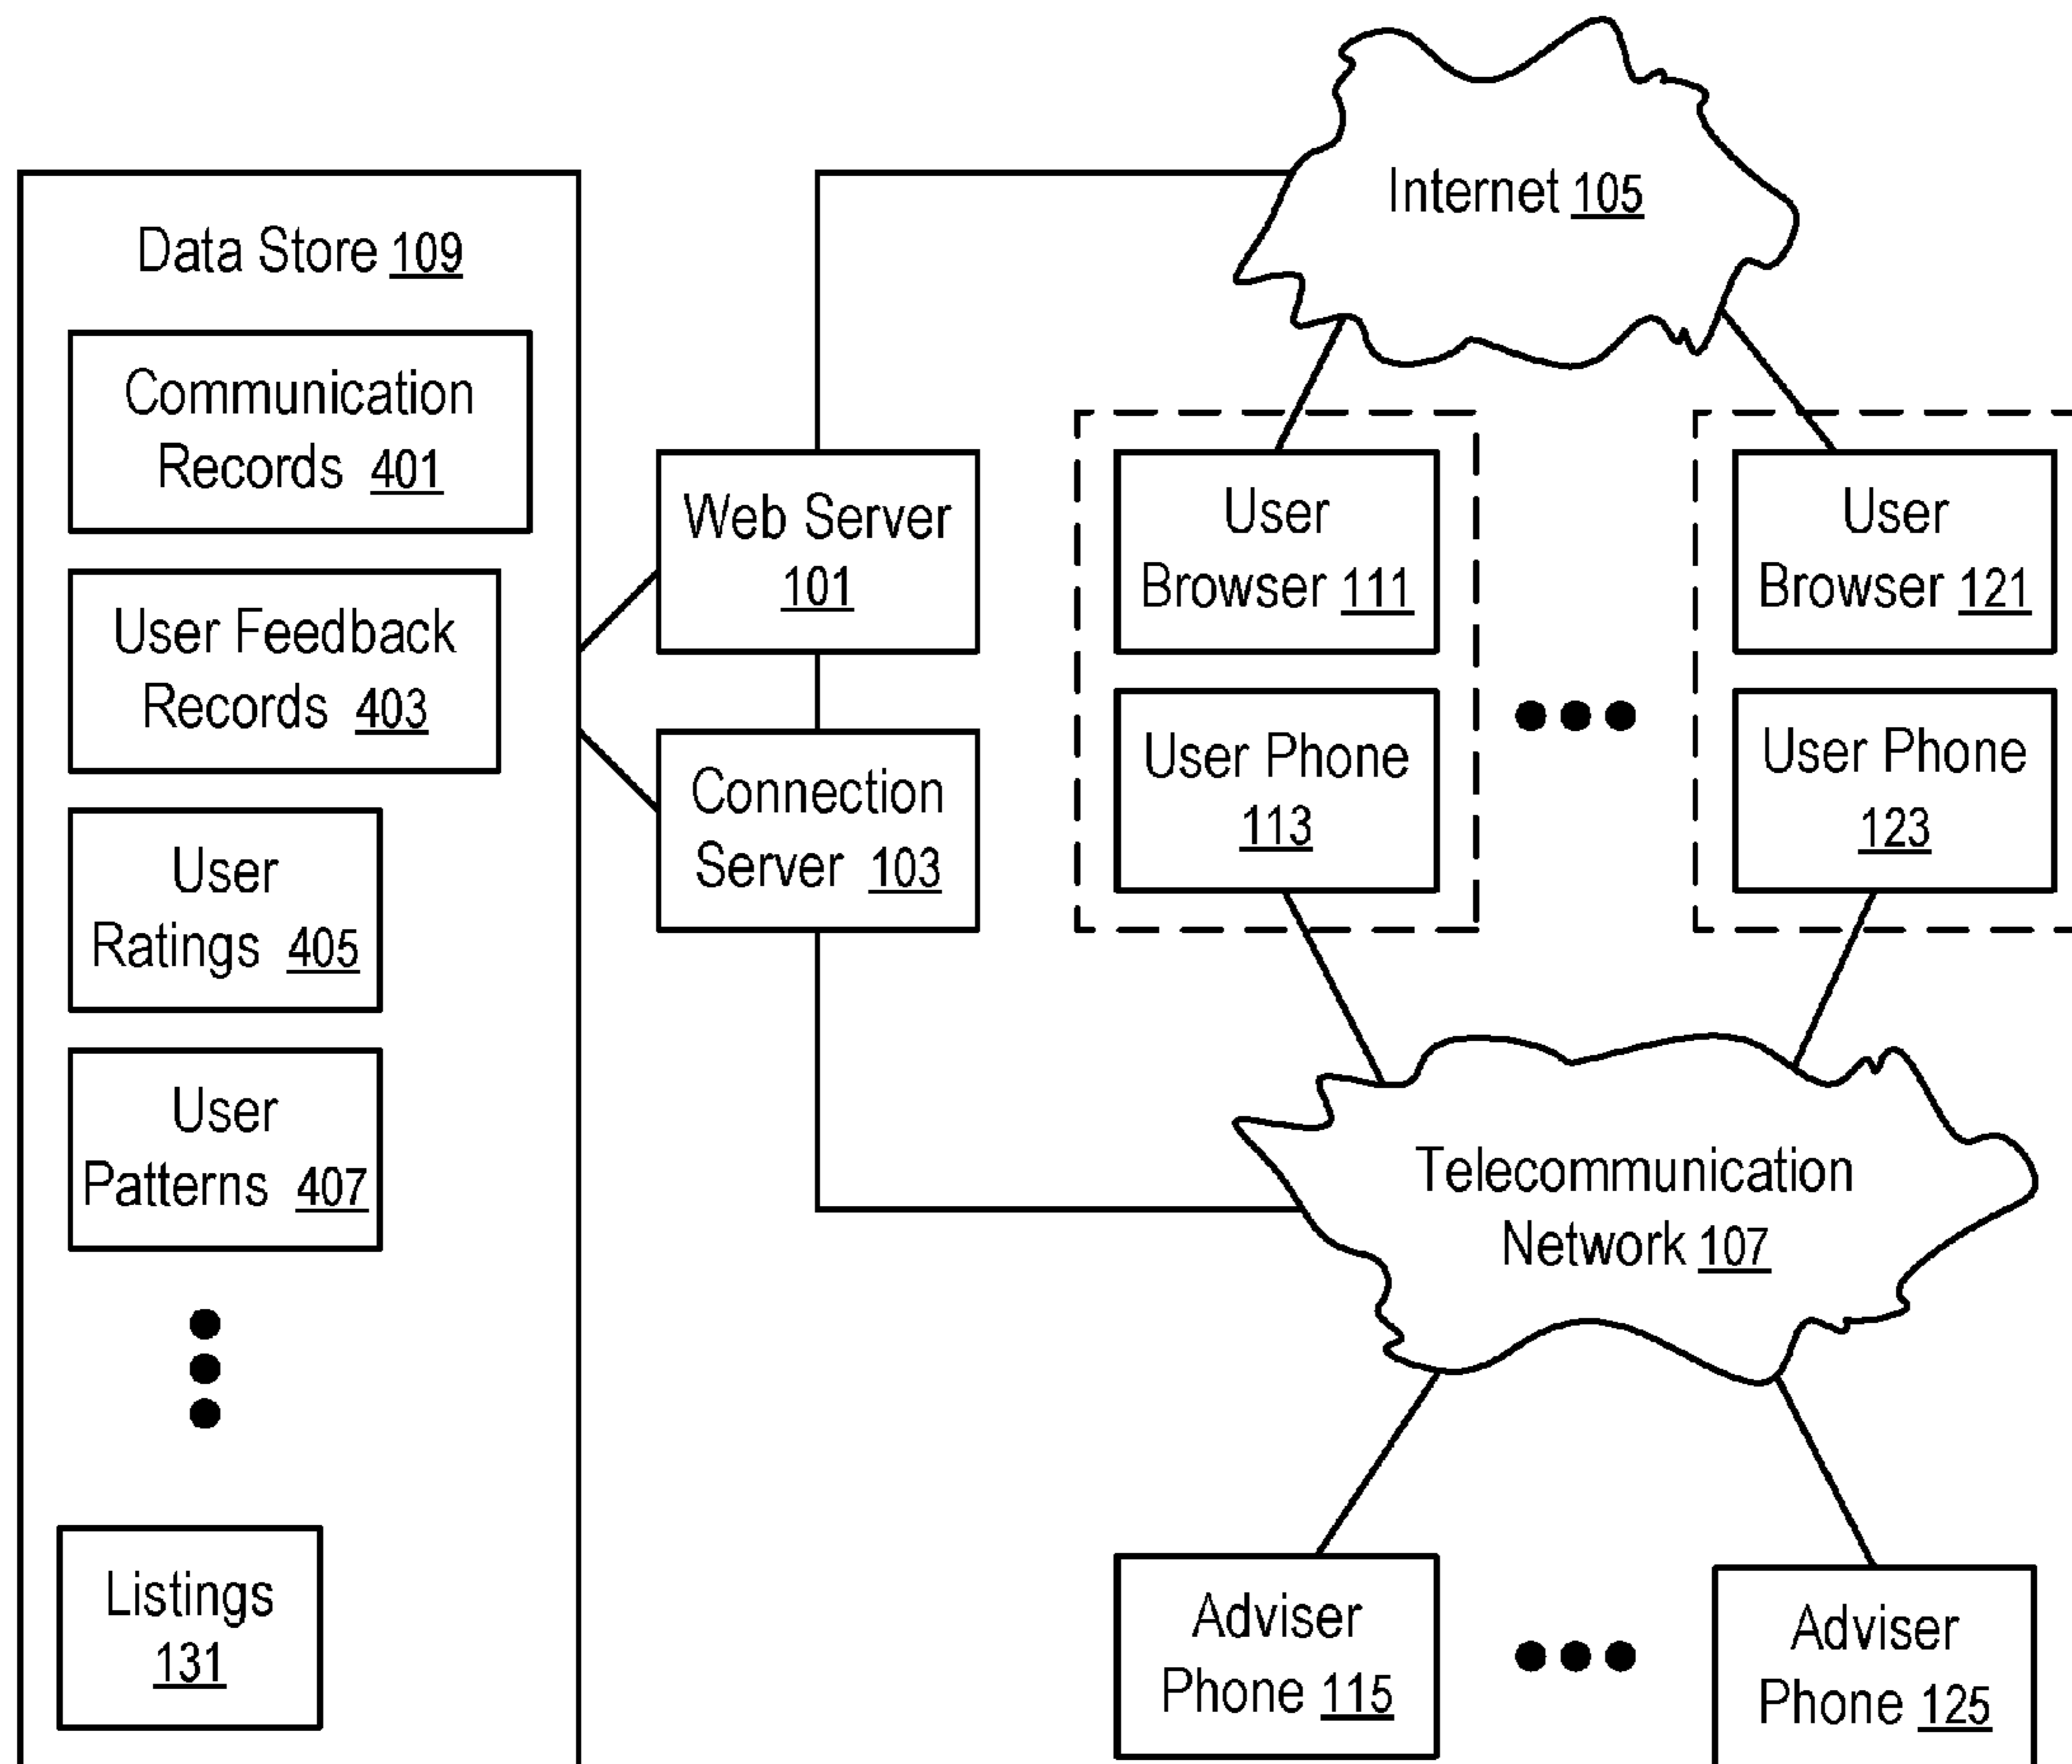 Internet 105
Data Store 109
Communication
Records 401
User Feedback
Records 403
User
Ratings 405
User
Patterns 407
Listings
131
Web Server
101
Connection
Server 103
User
Browser 111
User Phone
113
User
Browser 121
User Phone
123
Telecommunication
Network 107
Adviser
Phone 115
Adviser
Phone 125